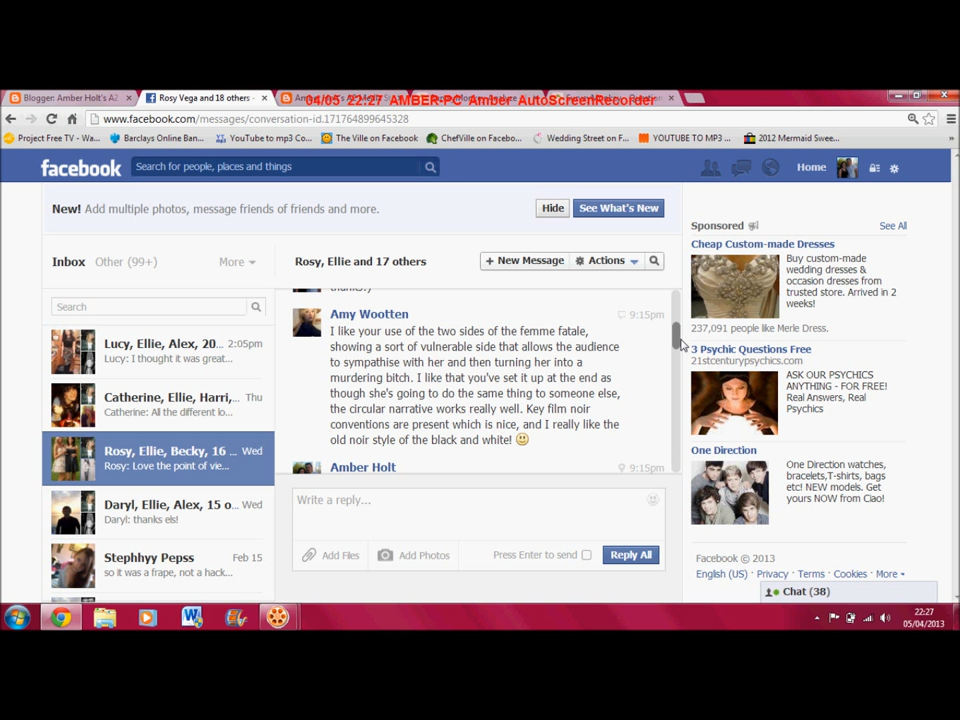 Blogger: Amber Holt's A2
Rosy Vega and 18 others
04/05 22:27 AMBER-PC Amber AutoScreenRecorder
www.facebook.com/messages/conversation-id.171764899645328
Project Free TV - Wa...
Barclays Online Ban...
YouTube to mp3 Co...
The Ville on Facebook
ChefVille on Facebo...
Wedding Street on F...
YOUTUBE TO MP3 ...
2012 Mermaid Swee...
facebook
Search for people, places and things
Home
New! Add multiple photos, message friends of friends and more.
Hide
See What's New
Inbox
Other (99+)
More
Rosy, Ellie and 17 others
+ New Message
Actions
Search
Lucy, Ellie, Alex, 20... 2:05pm
Lucy: I thought it was great...
Catherine, Ellie, Harri,... Thu
Catherine: All the different lo...
Rosy, Ellie, Becky, 16 ... Wed
Rosy: Love the point of vie...
Daryl, Ellie, Alex, 15 o... Wed
Daryl: thanks els!
Stephhyy Pepss Feb 15
so it was a frape, not a hack...
Amy Wootten 9:15pm
I like your use of the two sides of the femme fatale,
showing a sort of vulnerable side that allows the audience
to sympathise with her and then turning her into a
murdering bitch. I like that you've set it up at the end as
though she's going to do the same thing to someone else,
the circular narrative works really well. Key film noir
conventions are present which is nice, and I really like the
old noir style of the black and white!
Amber Holt 9:15pm
Write a reply...
Add Files
Add Photos
Press Enter to send
Reply All
Sponsored
See All
Cheap Custom-made Dresses
Buy custom-made
wedding dresses &
occasion dresses from
trusted store. Arrived in 2
weeks!
237,091 people like Merle Dress.
3 Psychic Questions Free
21stcenturypsychics.com
ASK OUR PSYCHICS
ANYTHING - FOR FREE!
Real Answers, Real
Psychics
One Direction
One Direction watches,
bracelets,T-shirts, bags
etc! NEW models. Get
yours NOW from Ciao!
Facebook © 2013
English (US) · Privacy · Terms · Cookies · More
Chat (38)
22:27
05/04/2013